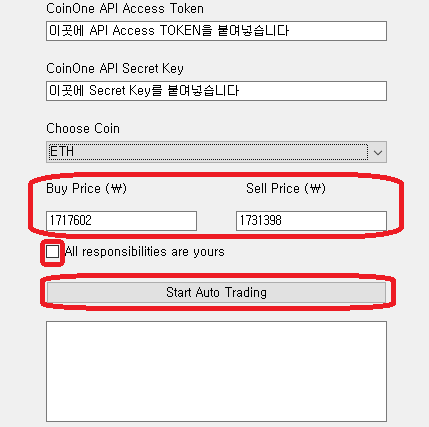 CoinOne API Access Token
이곳에 API Access TOKEN을 붙여넣습니다
CoinOne API Secret Key
이곳에 Secret Key를 붙여넣습니다
Choose Coin
ETH
Buy Price (₩) Sell Price (₩)
1717602 1731398
All responsibilities are yours
Start Auto Trading